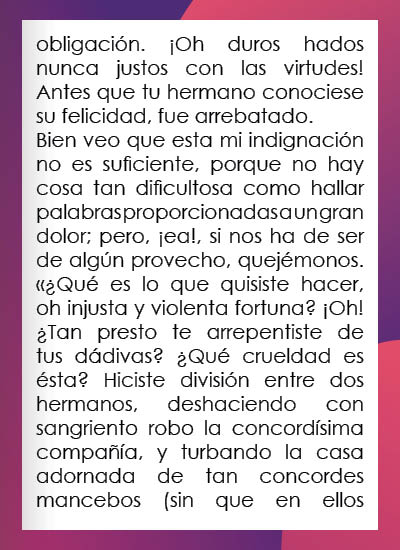 obligación. ¡Oh duros hados
nunca justos con las virtudes!
Antes que tu hermano conociese
su felicidad, fue arrebatado.
Bien veo que esta mi indignación
no es suficiente, porque no hay
cosa tan dificultosa como hallar
palabras proporcionadas a un gran
dolor; pero, ¡ea!, si nos ha de ser
de algún provecho, quejémonos.
«¿Qué es lo que quisiste hacer,
oh injusta y violenta fortuna? ¡Oh!
¿Tan presto te arrepentiste de
tus dádivas? ¿Qué crueldad es
ésta? Hiciste división entre dos
hermanos, deshaciendo con
sangriento robo la concordísima
compañía, y turbando la casa
adornada de tan concordes
mancebos (sin que en ellos